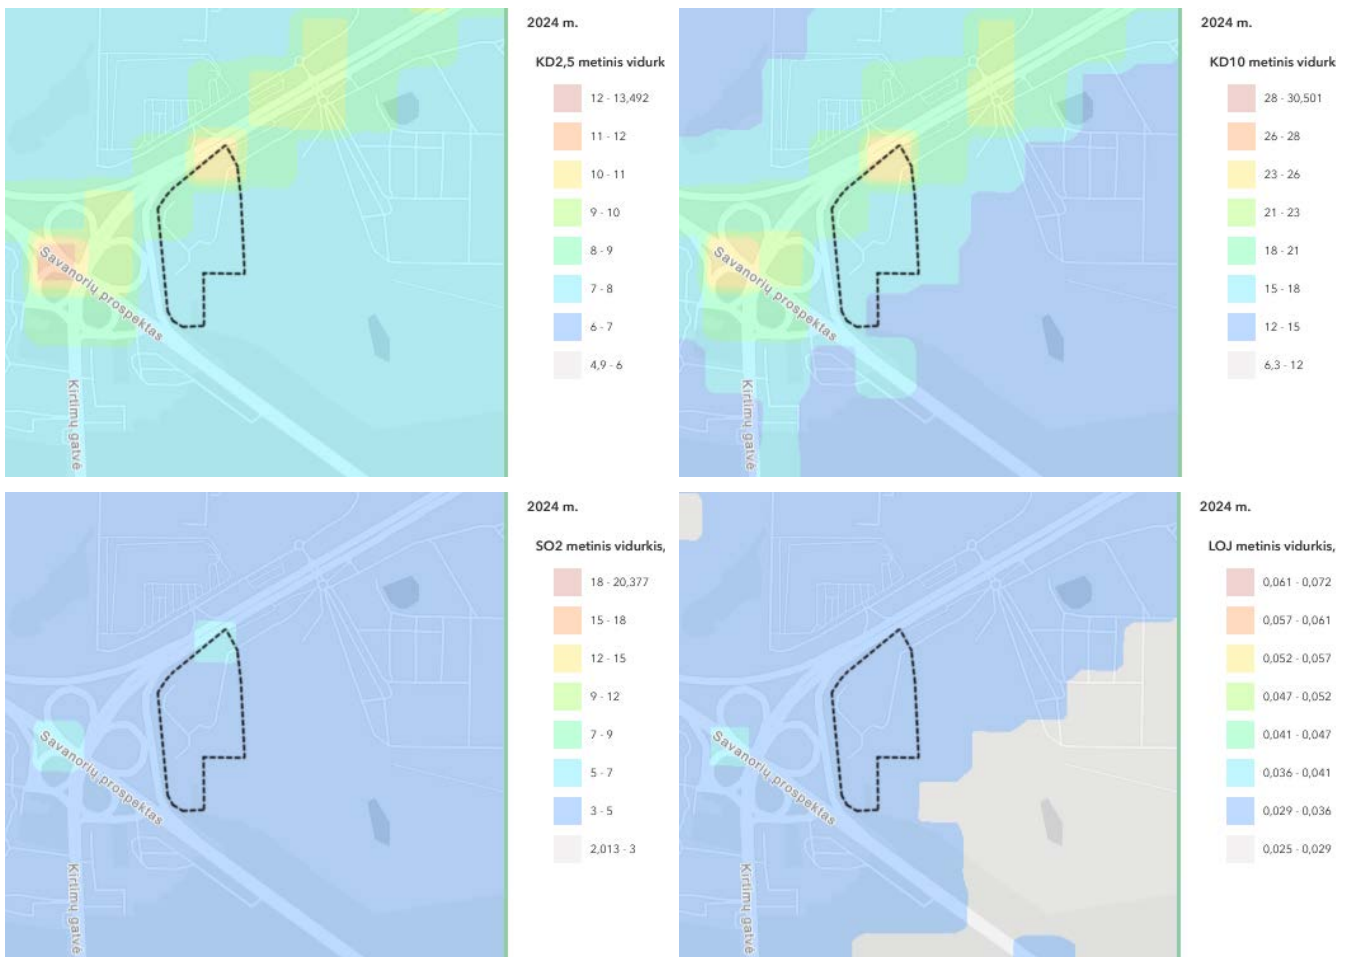 2024 m.
KD2,5 metinis vidurk
12 - 13,492
11 - 12
10 - 11
9 - 10
8 - 9
7 - 8
6 - 7
4,9 - 6
Savanorių prospektas
Kirtimų gatvė
2024 m.
KD10 metinis vidurk
28 - 30,501
26 - 28
23 - 26
21 - 23
18 - 21
15 - 18
12 - 15
6,3 - 12
Savanorių prospektas
Kirtimų gatvė
2024 m.
SO2 metinis vidurkis,
18 - 20,377
15 - 18
12 - 15
9 - 12
7 - 9
5 - 7
3 - 5
2,013 - 3
Savanorių prospektas
Kirtimų gatvė
2024 m.
LOJ metinis vidurkis,
0,061 - 0,072
0,057 - 0,061
0,052 - 0,057
0,047 - 0,052
0,041 - 0,047
0,036 - 0,041
0,029 - 0,036
0,025 - 0,029
Savanorių prospektas
Kirtimų gatvė